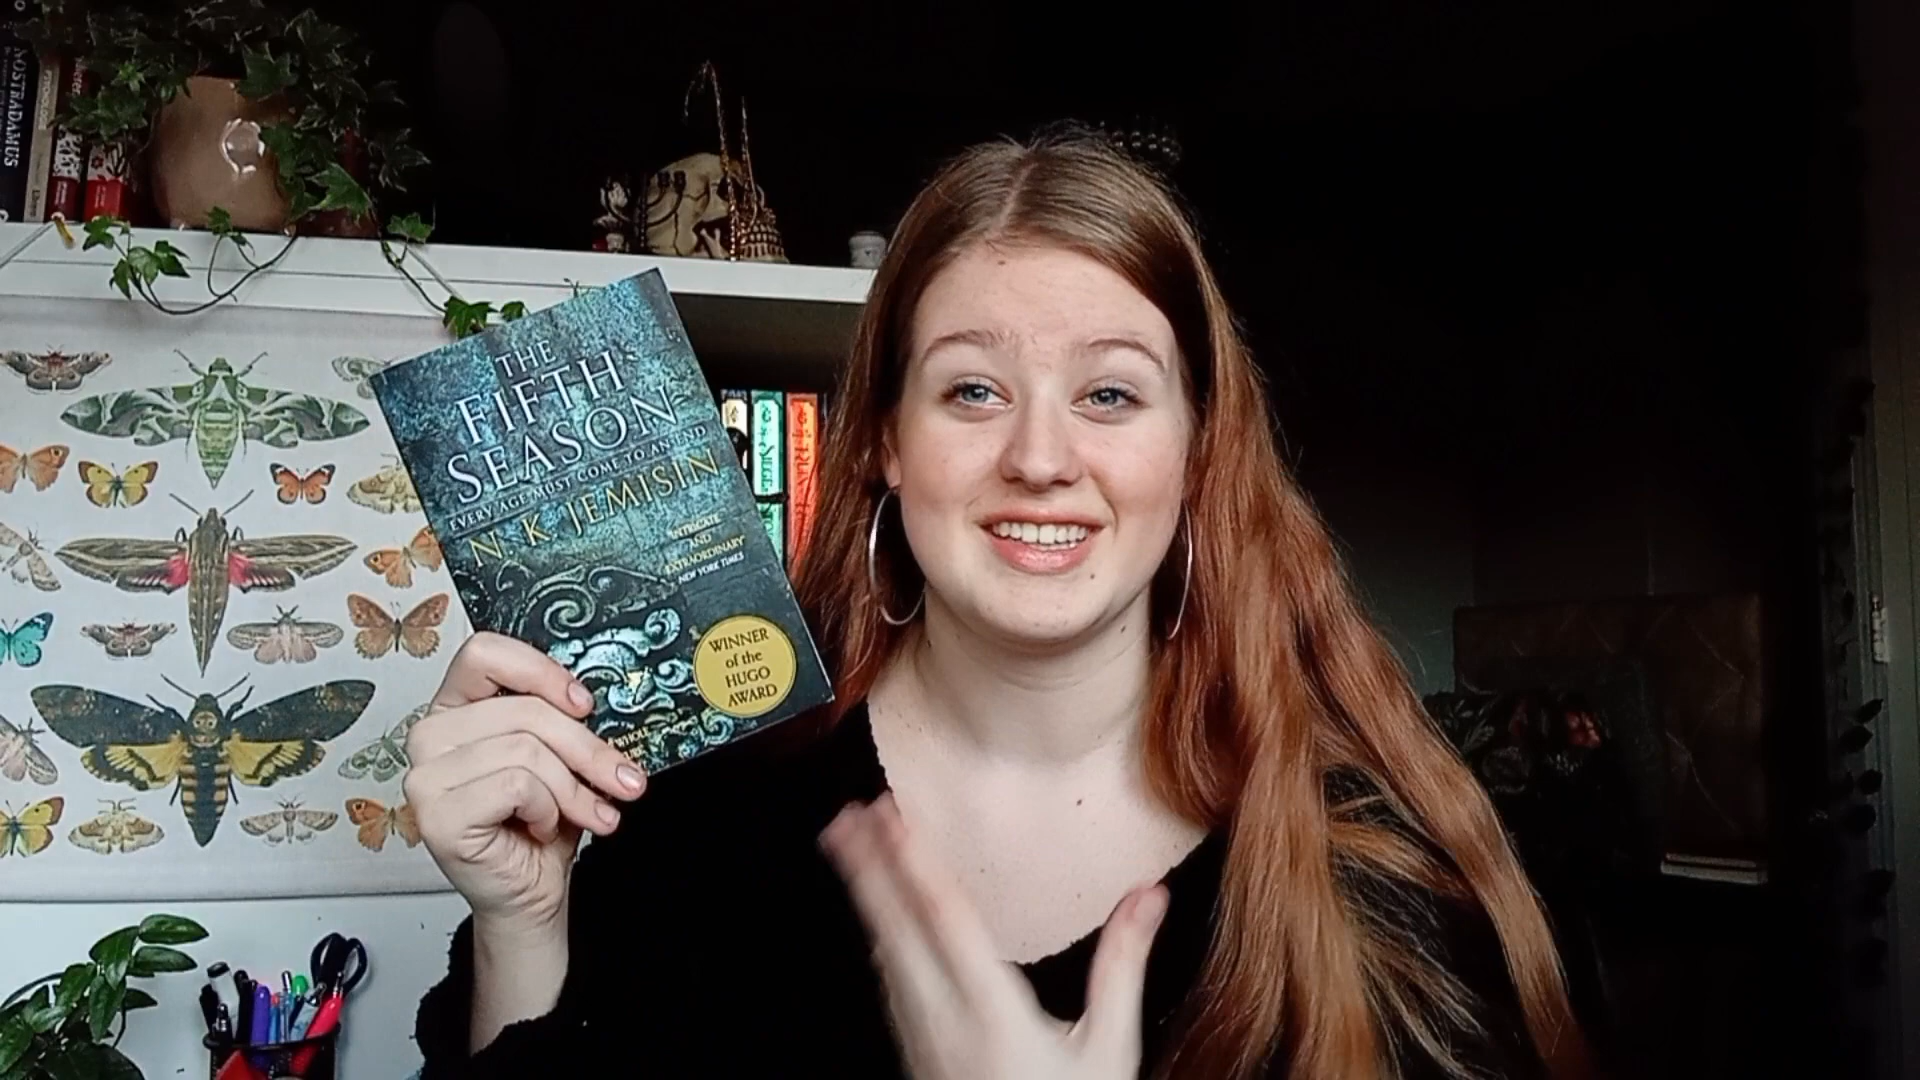 NOSTRADAMUS
THE
FIFTH
SEASON
EVERY AGE MUST COME TO AN END
N. K. JEMISIN
'INTRICATE
AND
EXTRAORDINARY'
NEW YORK TIMES
WINNER
of the
HUGO
AWARD
WHOLE